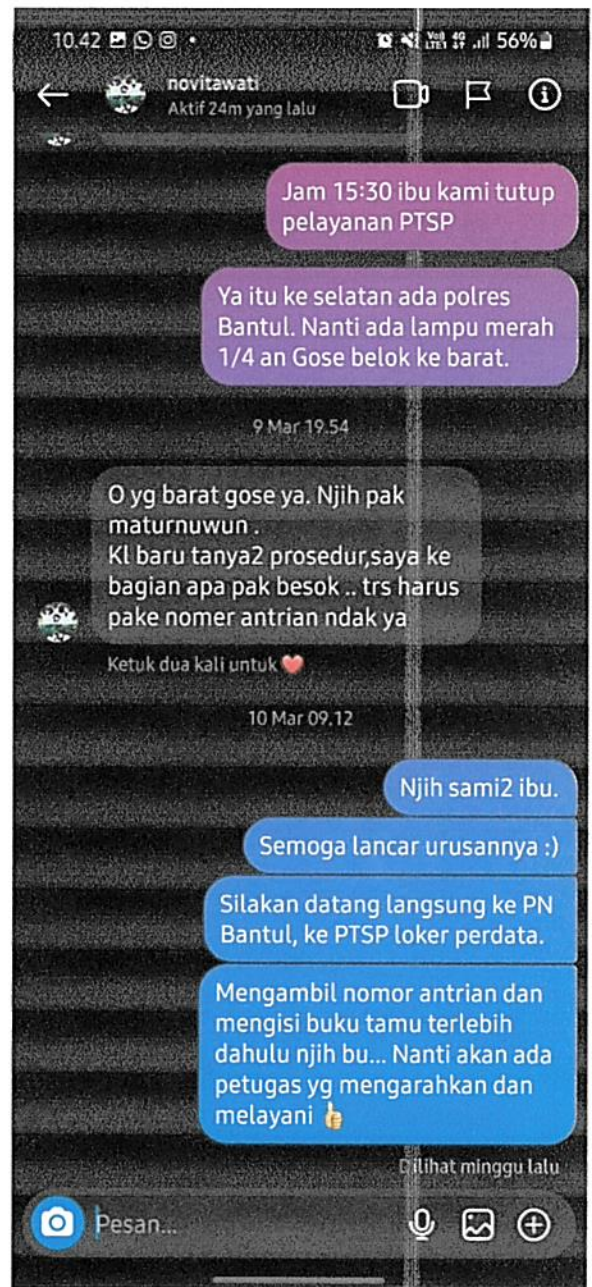 10.42
Vo)) 4G
LTE1 56%
novitawati
Aktif 24m yang lalu
Jam 15:30 ibu kami tutup
pelayanan PTSP
Ya itu ke selatan ada polres
Bantul. Nanti ada lampu merah
1/4 an Gose belok ke barat.
9 Mar 19.54
O yg barat gose ya. Njih pak
maturnuwun .
Kl baru tanya2 prosedur,saya ke
bagian apa pak besok .. trs harus
pake nomer antrian ndak ya
Ketuk dua kali untuk ❤️
10 Mar 09.12
Njih sami2 ibu.
Semoga lancar urusannya :)
Silakan datang langsung ke PN
Bantul, ke PTSP loker perdata.
Mengambil nomor antrian dan
mengisi buku tamu terlebih
dahulu njih bu... Nanti akan ada
petugas yg mengarahkan dan
melayani 👍
Dilihat minggu lalu
Pesan...